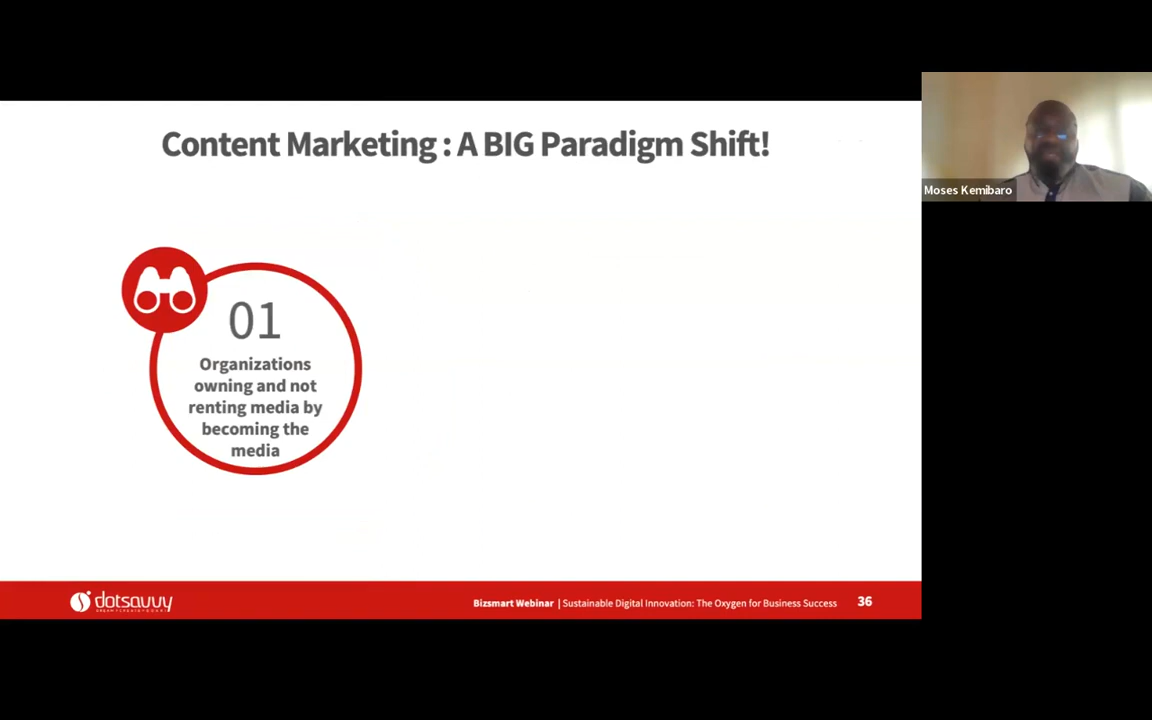 Content Marketing : A BIG Paradigm Shift!
Moses Kemibaro
01
Organizations
owning and not
renting media by
becoming the
media
dotsavvy
Bizsmart Webinar | Sustainable Digital Innovation: The Oxygen for Business Success 36